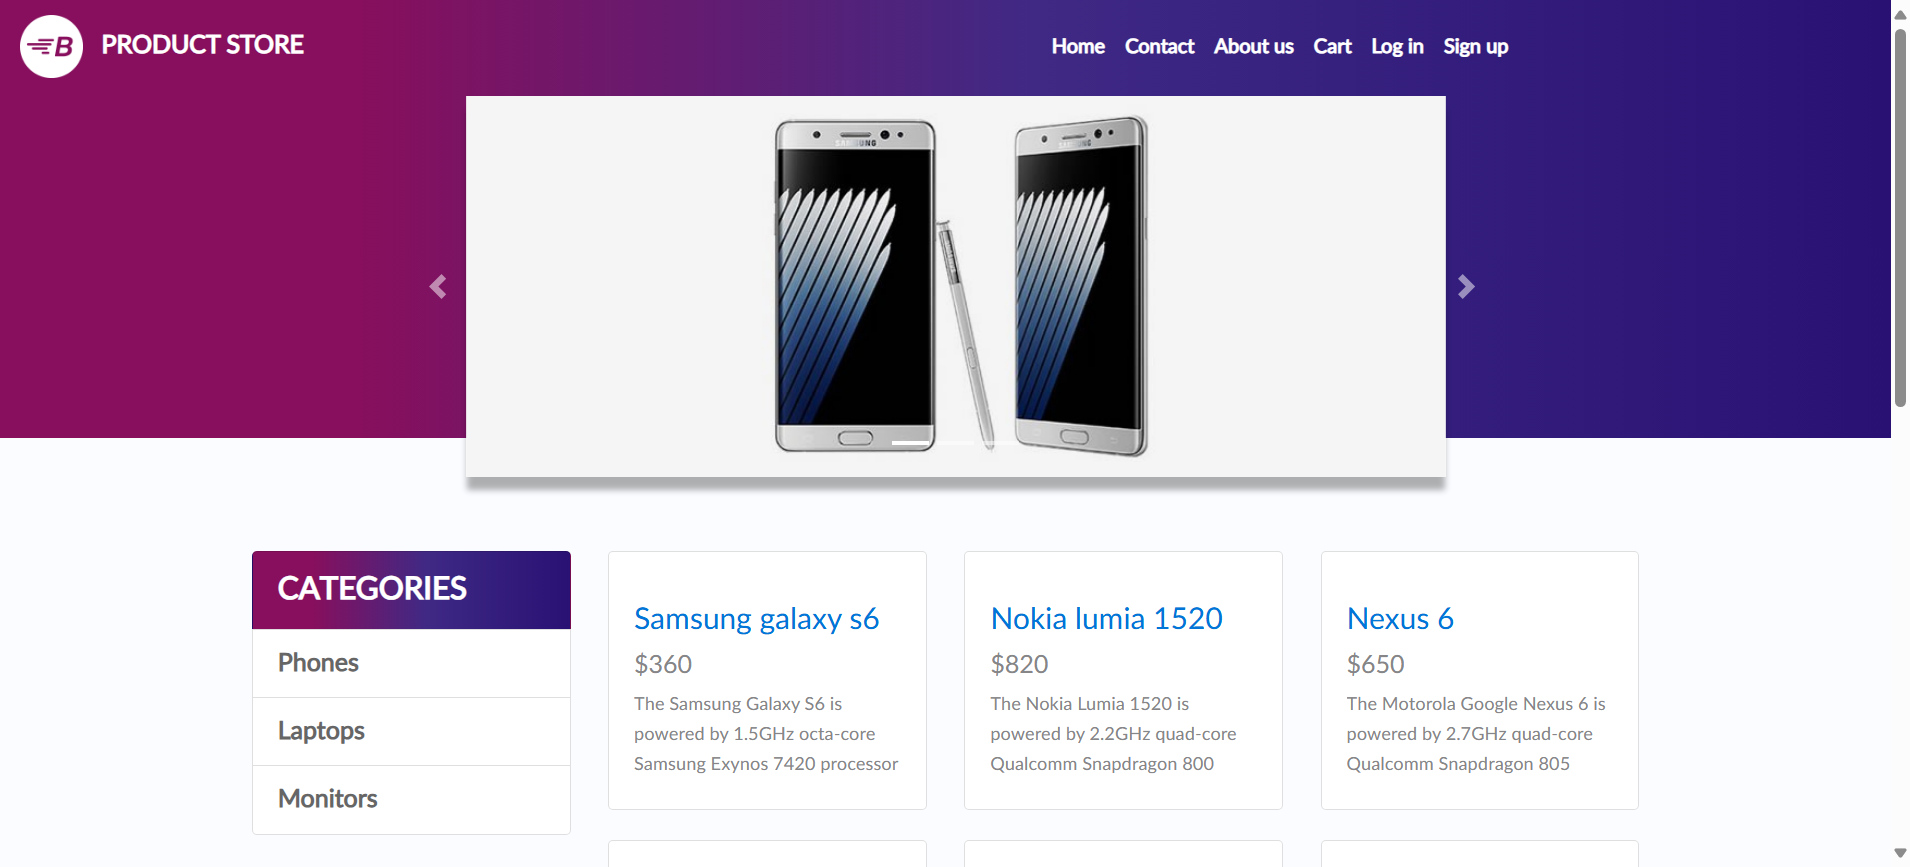 B PRODUCT STORE
Home Contact About us Cart Log in Sign up
SAMSUNG SAMSUNG
CATEGORIES
Phones
Laptops
Monitors
Samsung galaxy s6
$360
The Samsung Galaxy S6 is
powered by 1.5GHz octa-core
Samsung Exynos 7420 processor
Nokia lumia 1520
$820
The Nokia Lumia 1520 is
powered by 2.2GHz quad-core
Qualcomm Snapdragon 800
Nexus 6
$650
The Motorola Google Nexus 6 is
powered by 2.7GHz quad-core
Qualcomm Snapdragon 805